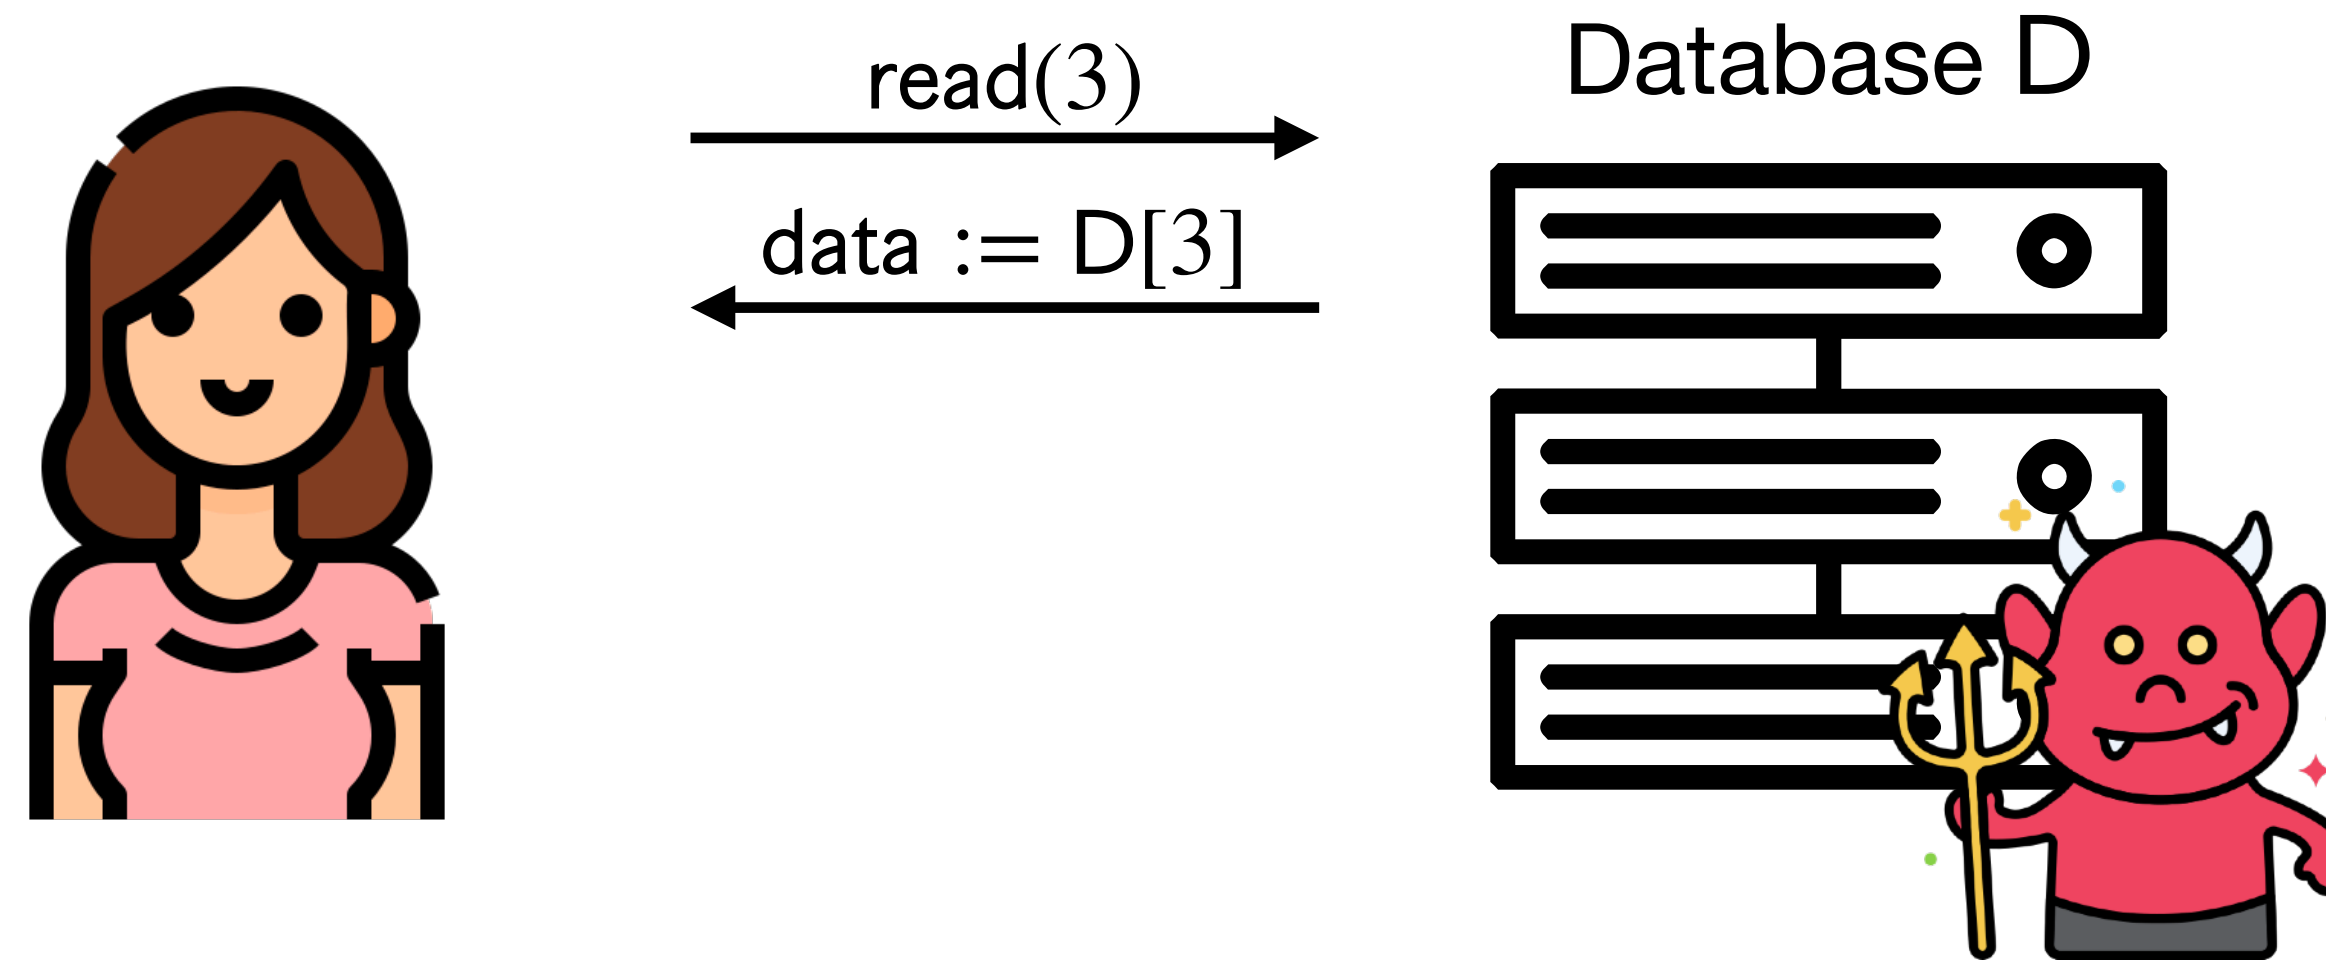 read(3)
Database D
data := D[3]